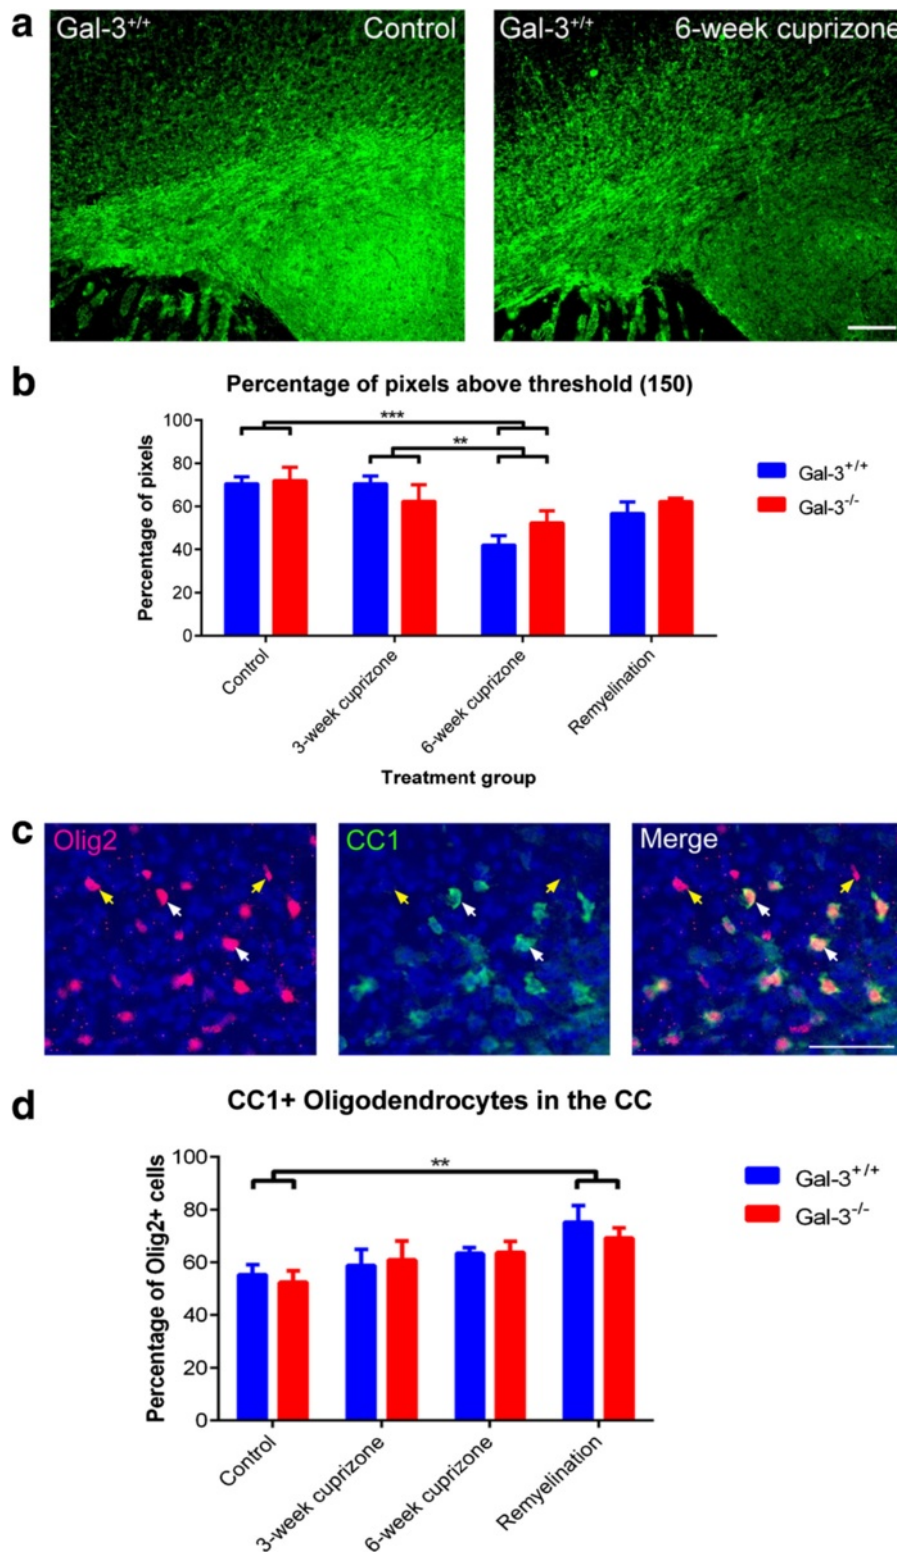 a
Gal-3+/+ Control
Gal-3+/+ 6-week cuprizone
b
Percentage of pixels above threshold (150)
Percentage of pixels
100
80
60
40
20
0
***
**
Gal-3+/+
Gal-3-/-
Control
3-week cuprizone
6-week cuprizone
Remyelination
Treatment group
c
Olig2
CC1
Merge
d
CC1+ Oligodendrocytes in the CC
Percentage of Olig2+ cells
100
80
60
40
20
0
**
Gal-3+/+
Gal-3-/-
Control
3-week cuprizone
6-week cuprizone
Remyelination